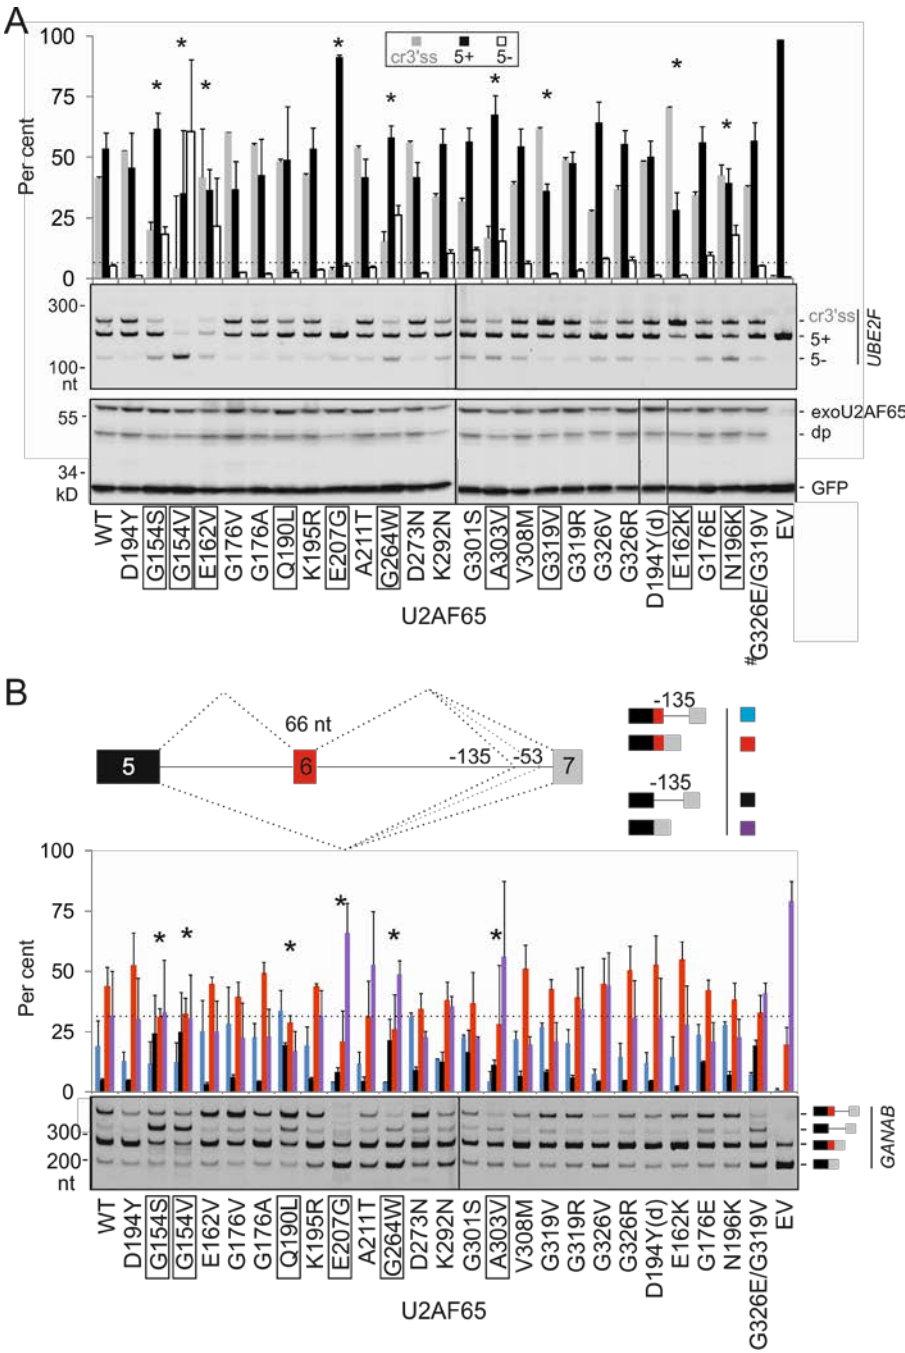 A
100
75
50
25
0
Per cent
cr3'ss 5+ 5-
* * * * * * * * * *
300-
100-
nt
cr3'ss
5+
5-
UBE2F
55 -
34 -
kD
- exoU2AF65
- dp
- GFP
WT
D194Y
G154S
G154V
E162V
G176V
G176A
Q190L
K195R
E207G
A211T
G264W
D273N
K292N
G301S
A303V
V308M
G319V
G319R
G326V
G326R
D194Y(d)
E162K
G176E
N196K
#G326E/G319V
EV
U2AF65
B
5
66 nt
6
-135
-53
7
-135
-135
100
75
50
25
0
Per cent
* * * * * *
300-
200-
nt
GANAB
WT
D194Y
G154S
G154V
E162V
G176V
G176A
Q190L
K195R
E207G
A211T
G264W
D273N
K292N
G301S
A303V
V308M
G319V
G319R
G326V
G326R
D194Y(d)
E162K
G176E
N196K
G326E/G319V
EV
U2AF65